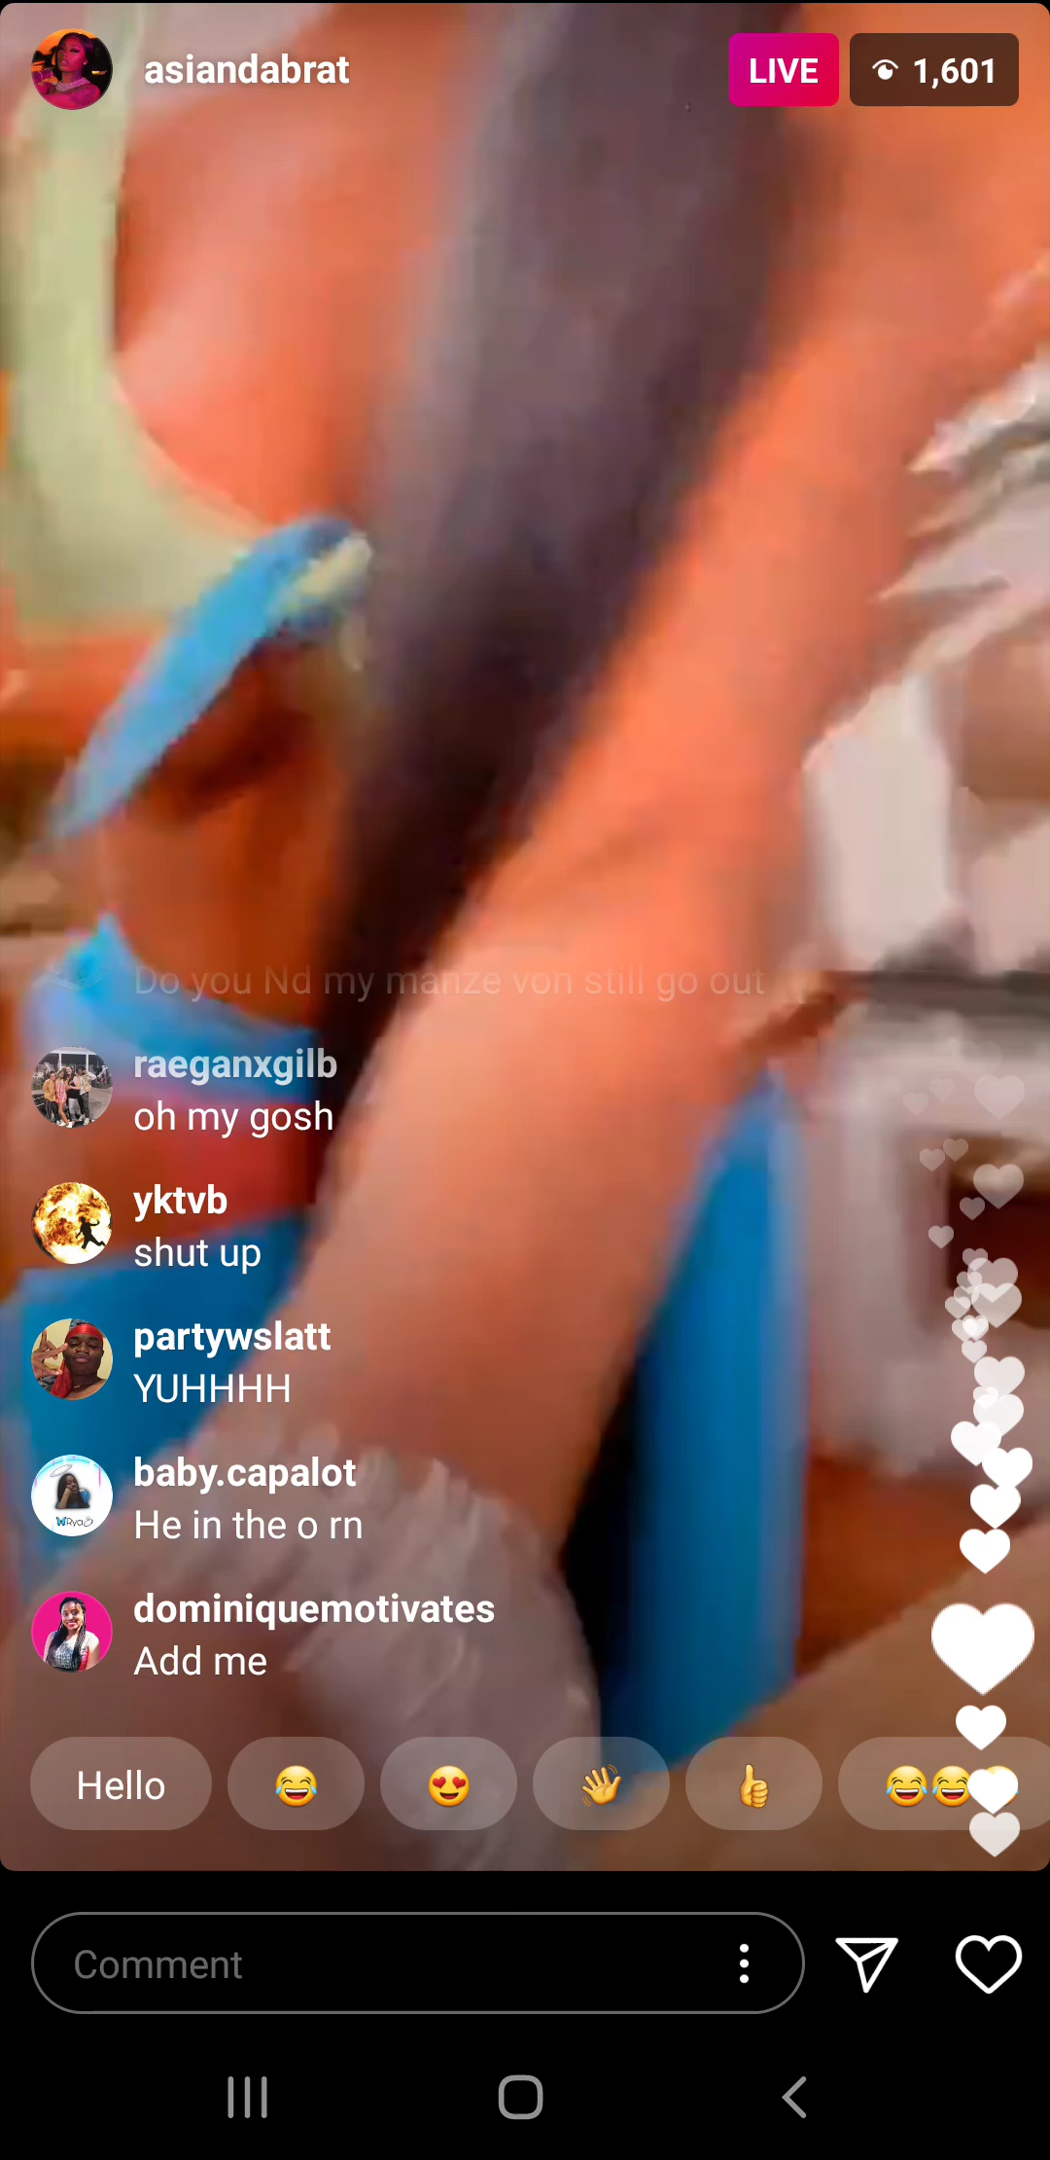 asiandabrat
LIVE 1,601
Do you Nd my manze von still go out
raeganxgilb
oh my gosh
yktvb
shut up
partywslatt
YUHHHH
baby.capalot
He in the o rn
dominiquemotivates
Add me
Hello
Comment